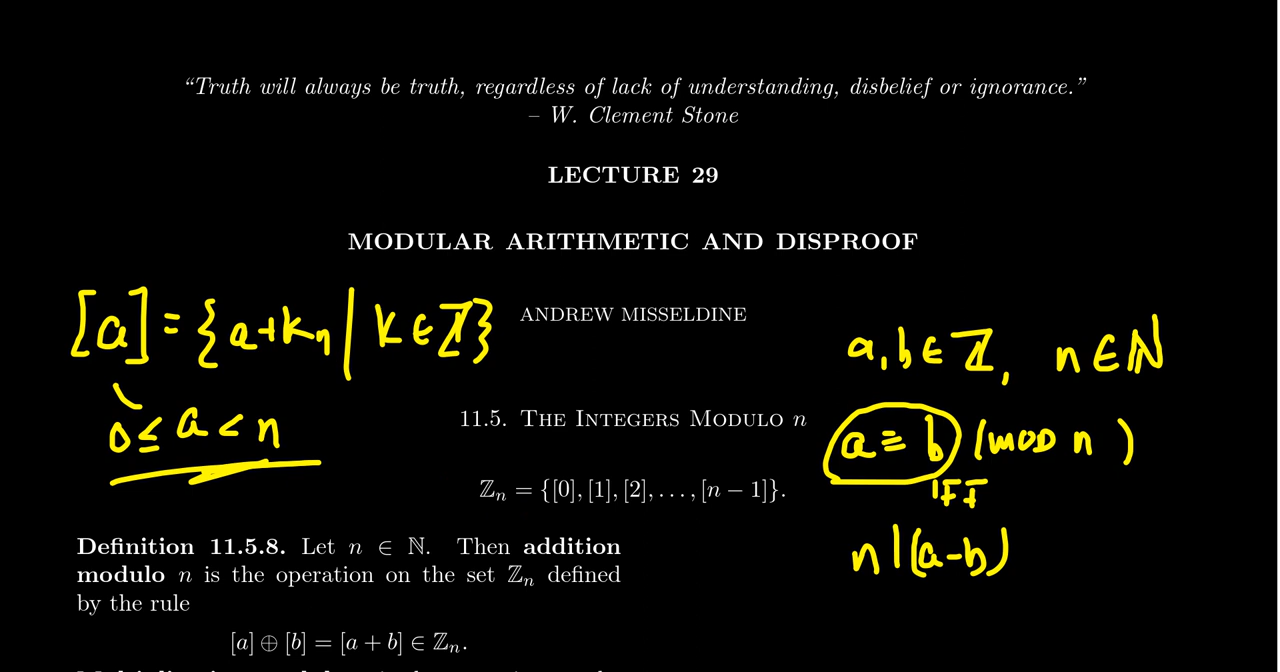 “Truth will always be truth, regardless of lack of understanding, disbelief or ignorance.”
– W. Clement Stone
LECTURE 29
MODULAR ARITHMETIC AND DISPROOF
[a] = {a+kn | k ∈ ℤ}
ANDREW MISSELDINE
a, b ∈ ℤ, n ∈ ℕ
0 ≤ a < n
11.5. The Integers Modulo n
a ≡ b (mod n)
IFF
ℤₙ = {[0], [1], [2], . . . , [n − 1]}.
n | (a-b)
Definition 11.5.8. Let n ∈ ℕ. Then addition
modulo n is the operation on the set ℤₙ defined
by the rule
[a] ⊕ [b] = [a + b] ∈ ℤₙ.